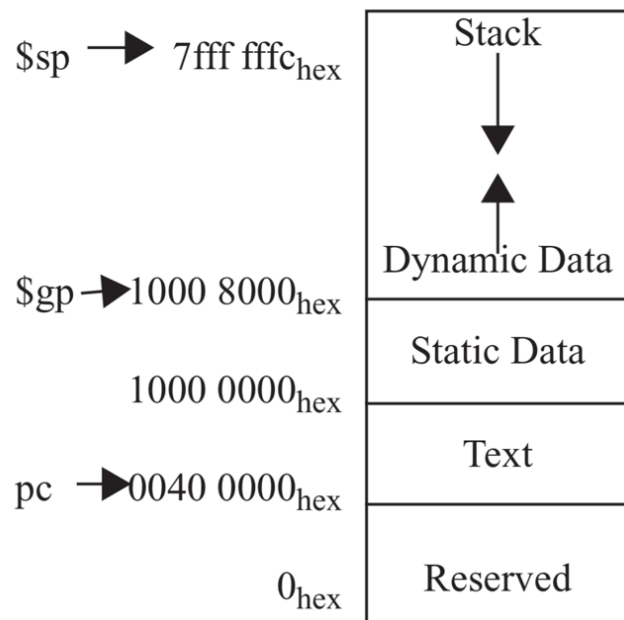 Stack
$sp 7fff fffchex
Dynamic Data
$gp 1000 8000hex
Static Data
1000 0000hex
Text
pc 0040 0000hex
Reserved
0hex